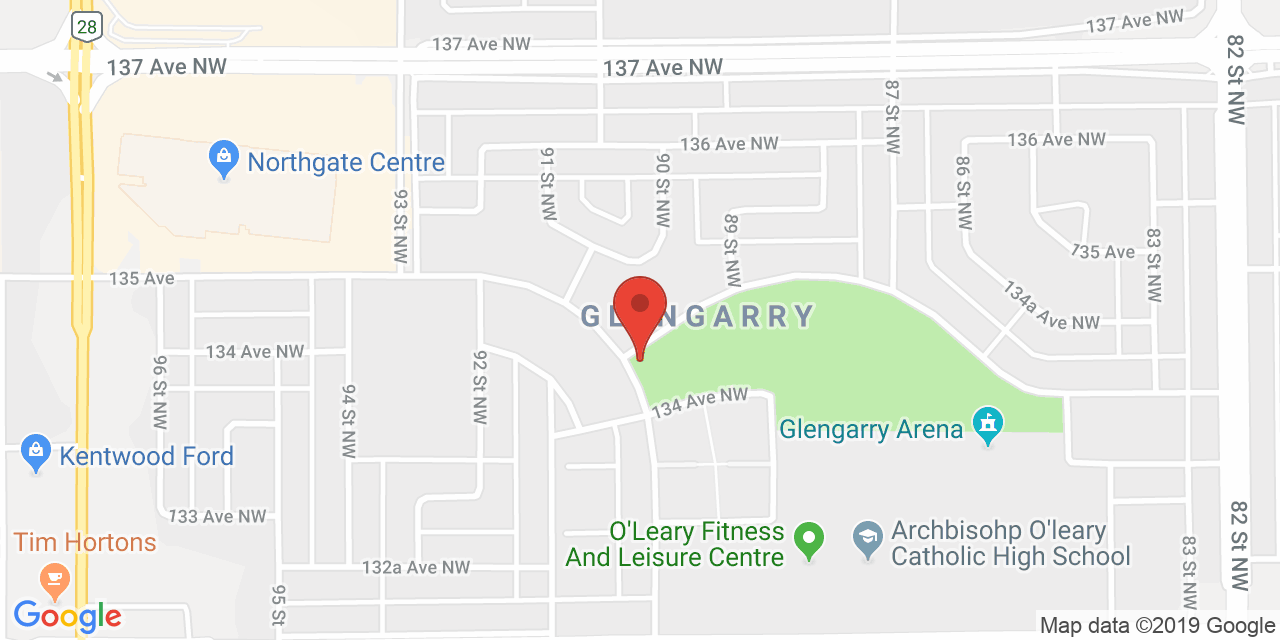 28
137 Ave NW
137 Ave NW
137 Ave NW
137 Ave NW
82 St NW
87 St NW
136 Ave NW
136 Ave NW
Northgate Centre
91 St NW
90 St NW
86 St NW
93 St NW
89 St NW
83 St NW
735 Ave
135 Ave
134a Ave NW
GLENGARRY
134 Ave NW
96 St NW
92 St NW
94 St NW
134 Ave NW
Glengarry Arena
Kentwood Ford
133 Ave NW
82 St NW
O'Leary Fitness
And Leisure Centre
Archbisohp O'leary
Catholic High School
Tim Hortons
132a Ave NW
83 St NW
95 St
Google
Map data ©2019 Google